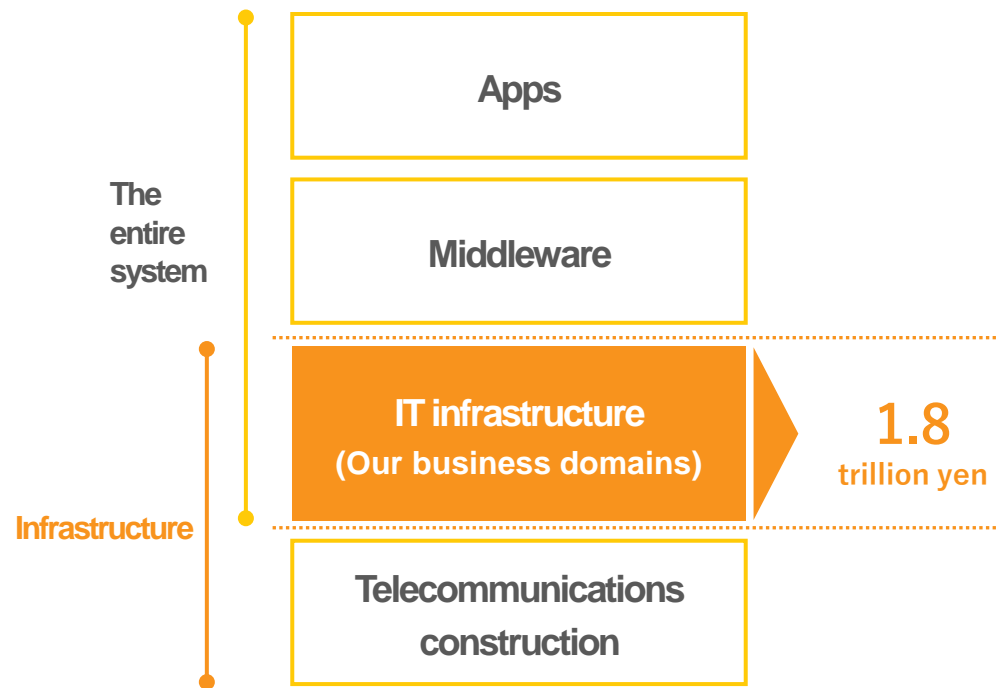 Apps
The
entire
system
Middleware
IT infrastructure
(Our business domains)
1.8
trillion yen
Infrastructure
Telecommunications
construction